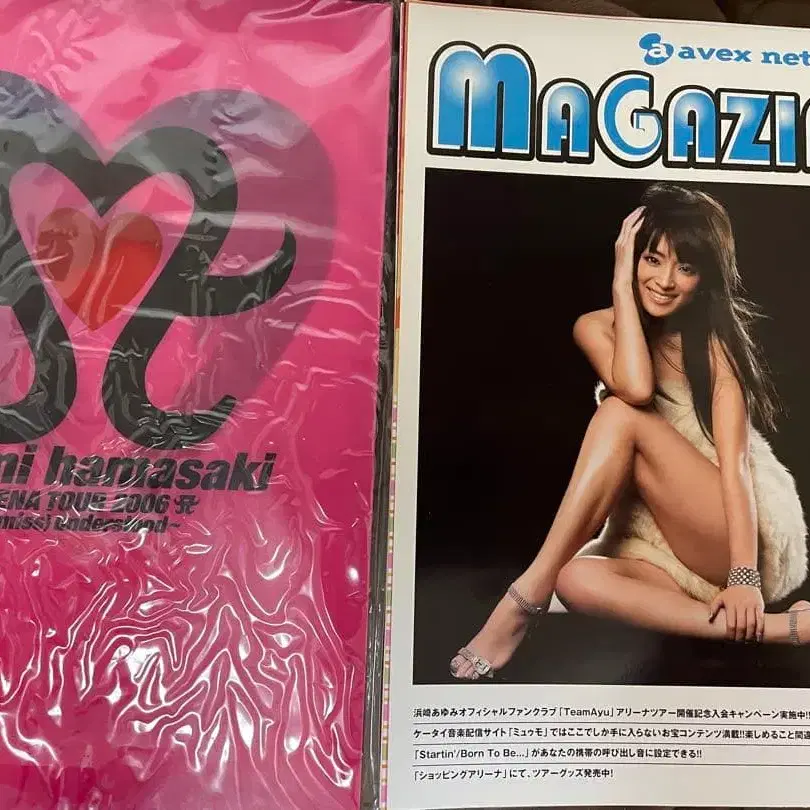 mi hamasaki
ENA TOUR 2006 A
(miss)understood~
a avex net
MAGAZI
浜崎あゆみオフィシャルファンクラブ「TeamAyu」アリーナツアー開催記念入会キャンペーン実施中!!
ケータイ音楽配信サイト「ミュウモ」ではここでしか手に入らないお宝コンテンツ満載!!楽しめること間違
「Startin'/Born To Be...」があなたの携帯の呼び出し音に設定できる!!
「ショッピングアリーナ」にて、ツアーグッズ発売中!